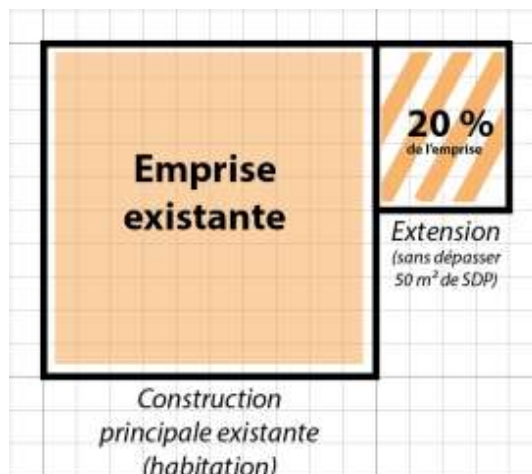 Emprise
existante
20 %
de l'emprise
Extension
(sans dépasser
50 m² de SDP)
Construction
principale existante
(habitation)